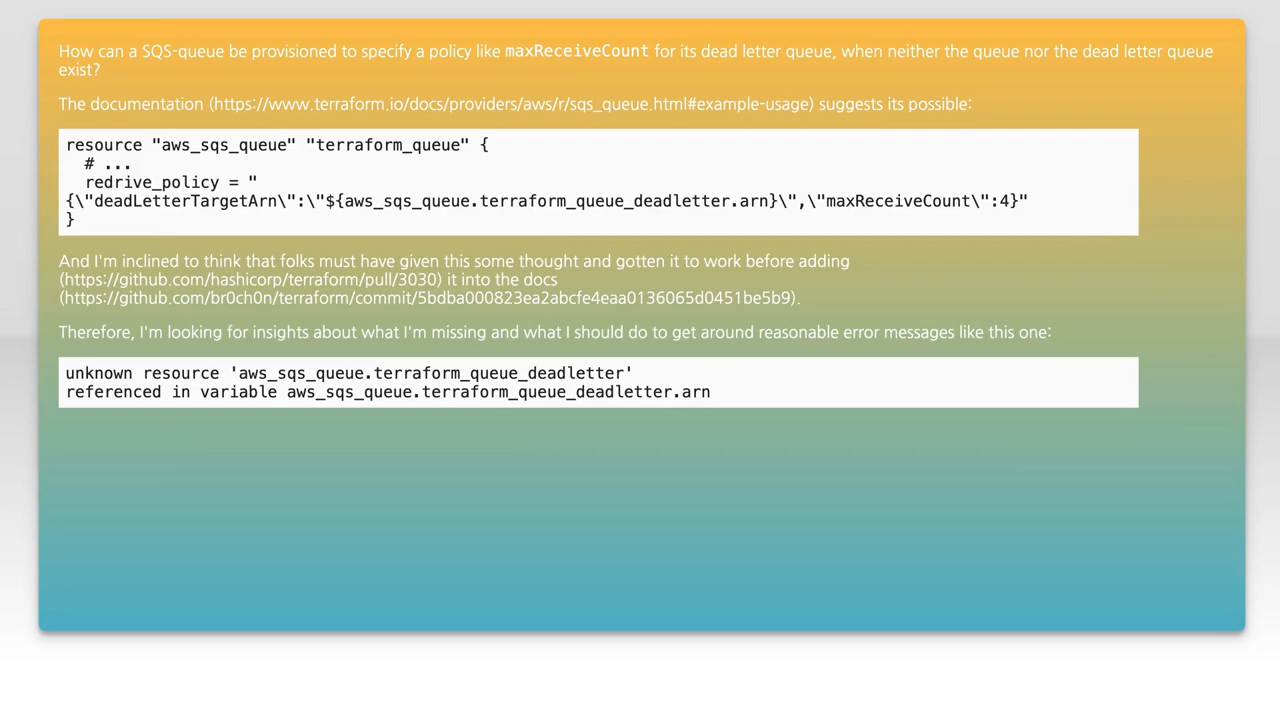 How can a SQS-queue be provisioned to specify a policy like maxReceiveCount for its dead letter queue, when neither the queue nor the dead letter queue
exist?
The documentation (https://www.terraform.io/docs/providers/aws/r/sqs_queue.html#example-usage) suggests its possible:
resource "aws_sqs_queue" "terraform_queue" {
  # ...
  redrive_policy = "
{\"deadLetterTargetArn\":\"${aws_sqs_queue.terraform_queue_deadletter.arn}\",\"maxReceiveCount\":4}"
}
And I'm inclined to think that folks must have given this some thought and gotten it to work before adding
(https://github.com/hashicorp/terraform/pull/3030) it into the docs
(https://github.com/br0ch0n/terraform/commit/5bdba000823ea2abcfe4eaa0136065d0451be5b9).
Therefore, I'm looking for insights about what I'm missing and what I should do to get around reasonable error messages like this one:
unknown resource 'aws_sqs_queue.terraform_queue_deadletter'
referenced in variable aws_sqs_queue.terraform_queue_deadletter.arn